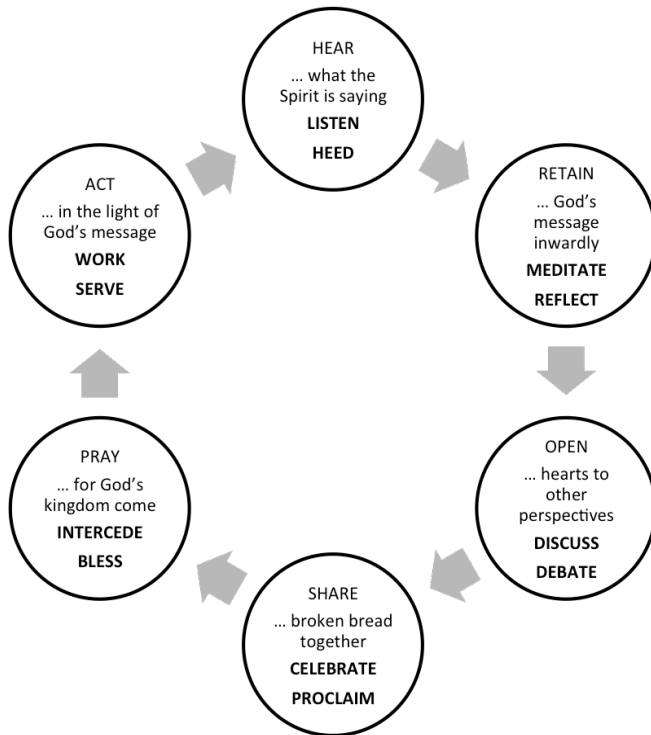 HEAR
... what the
Spirit is saying
LISTEN
HEED
RETAIN
... God's
message
inwardly
MEDITATE
REFLECT
OPEN
... hearts to
other
perspectives
DISCUSS
DEBATE
SHARE
... broken bread
together
CELEBRATE
PROCLAIM
PRAY
... for God's
kingdom come
INTERCEDE
BLESS
ACT
... in the light of
God's message
WORK
SERVE